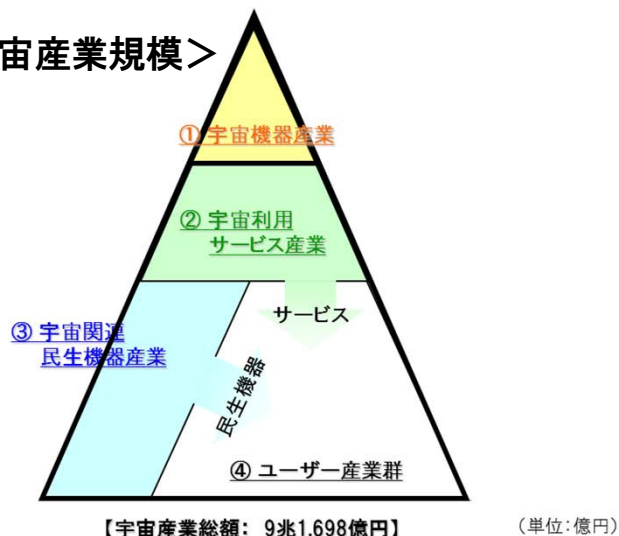 宙産業規模＞
① 宇宙機器産業
② 宇宙利用
サービス産業
サービス
③ 宇宙関連
民生機器産業
民生機器
④ ユーザー産業群
【宇宙産業総額： 9兆1,698億円】
（単位：億円）